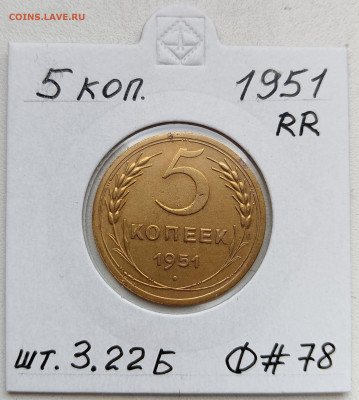 COINS.LAVE.RU
5 коп. 1951
RR
5
КОПЕЕК
1951
шт. 3.22Б Ф#78